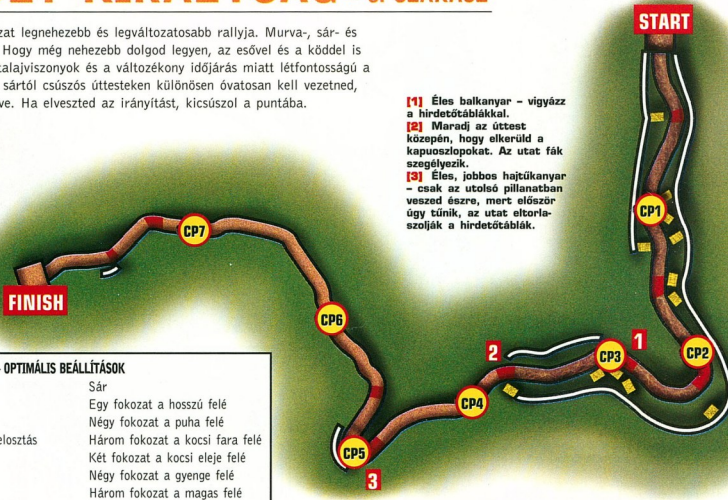 KIRÁLYSÁG
zat legnehezebb és legváltozatosabb rallyja. Murva-, sár- és
Hogy még nehezebb dolgod legyen, az esővel és a köddel is
talajviszonyok és a változékony időjárás miatt létfontosságú a
sártól csúszós úttesteken különösen óvatosan kell vezetned,
ve. Ha elveszted az irányítást, kicsúszol a puntába.
[1] Éles balkanyar – vigyázz
a hirdetőtáblákkal.
[2] Maradj az úttest
közepén, hogy elkerüld a
kapuoszlopokat. Az utat fák
szegélyezik.
[3] Éles, jobbos hajtűkanyar
– csak az utolsó pillanatban
veszed észre, mert először
úgy tűnik, az utat eltorla-
szolják a hirdetőtáblák.
START
CP1
CP2
1
CP3
2
CP4
CP5
3
CP6
CP7
FINISH
OPTIMÁLIS BEÁLLÍTÁSOK
Sár
Egy fokozat a hosszú felé
Négy fokozat a puha felé
elosztás Három fokozat a kocsi fara felé
Két fokozat a kocsi eleje felé
Négy fokozat a gyenge felé
Három fokozat a magas felé